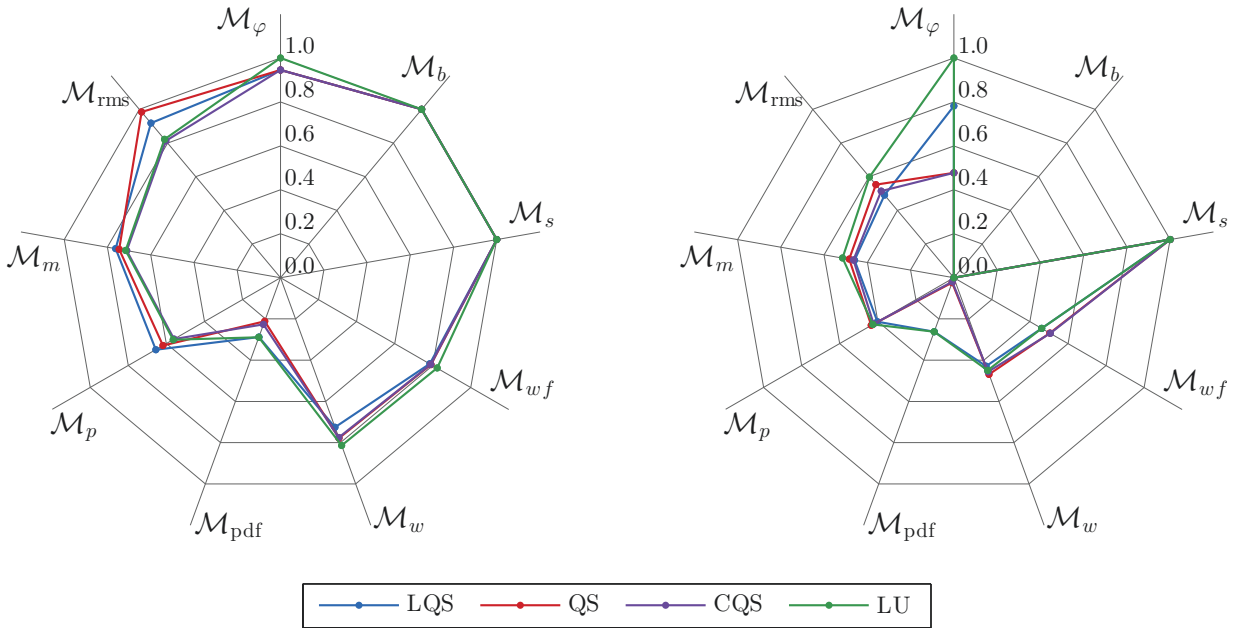 ℳ_φ
1.0
ℳ_b
ℳ_rms
0.8
0.6
0.4
ℳ_s
0.2
ℳ_m
0.0
ℳ_wf
ℳ_p
ℳ_pdf
ℳ_w
ℳ_φ
1.0
ℳ_b
ℳ_rms
0.8
0.6
0.4
ℳ_s
0.2
ℳ_m
0.0
ℳ_wf
ℳ_p
ℳ_pdf
ℳ_w
LQS QS CQS LU